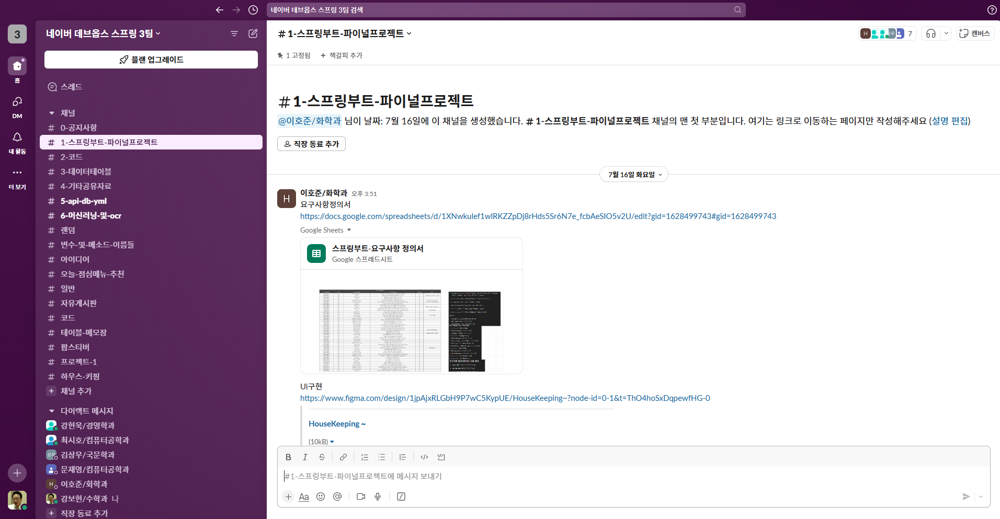 네이버 데브옵스 스프링 3팀 검색
3
홈
DM
내 활동
더 보기
네이버 데브옵스 스프링 3팀
플랜 업그레이드
스레드
채널
# 0-공지사항
# 1-스프링부트-파이널프로젝트
# 2-코드
# 3-데이터테이블
# 4-기타공유자료
# 5-api-db-yml
# 6-머신러닝-및-ocr
# 랜덤
# 변수-및-메소드-이름들
# 아이디어
# 오늘-점심메뉴-추천
# 일반
# 자유게시판
# 코드
# 테이블-메모장
# 팝스티버
# 프로젝트-1
# 하우스-키핑
+ 채널 추가
다이렉트 메시지
강현욱/경영학과
최시호/컴퓨터공학과
상우 김상우/국문학과
문재영/컴퓨터공학과
H 이호준/화학과
강보현/수학과 나
+ 직장 동료 추가
# 1-스프링부트-파이널프로젝트
H 7
캔버스
1 고정됨 + 책갈피 추가
# 1-스프링부트-파이널프로젝트
@이호준/화학과 님이 날짜: 7월 16일에 이 채널을 생성했습니다. # 1-스프링부트-파이널프로젝트 채널의 맨 첫 부분입니다. 여기는 링크로 이동하는 페이지만 작성해주세요 (설명 편집)
직장 동료 추가
7월 16일 화요일
H
이호준/화학과 오후 3:51
요구사항정의서
https://docs.google.com/spreadsheets/d/1XNwkulef1wlRKZZpDj8rHds5Sr6N7e_fcbAeSIO5v2U/edit?gid=1628499743#gid=1628499743
Google Sheets
스프링부트-요구사항 정의서
Google 스프레드시트
Ui구현
https://www.figma.com/design/1jpAjxRLGbH9P7wC5KypUE/HouseKeeping~?node-id=0-1&t=ThO4hoSxDqpewfHG-0
HouseKeeping ~
(10kB)
B I S
#1-스프링부트-파이널프로젝트에 메시지 보내기
+ Aa @